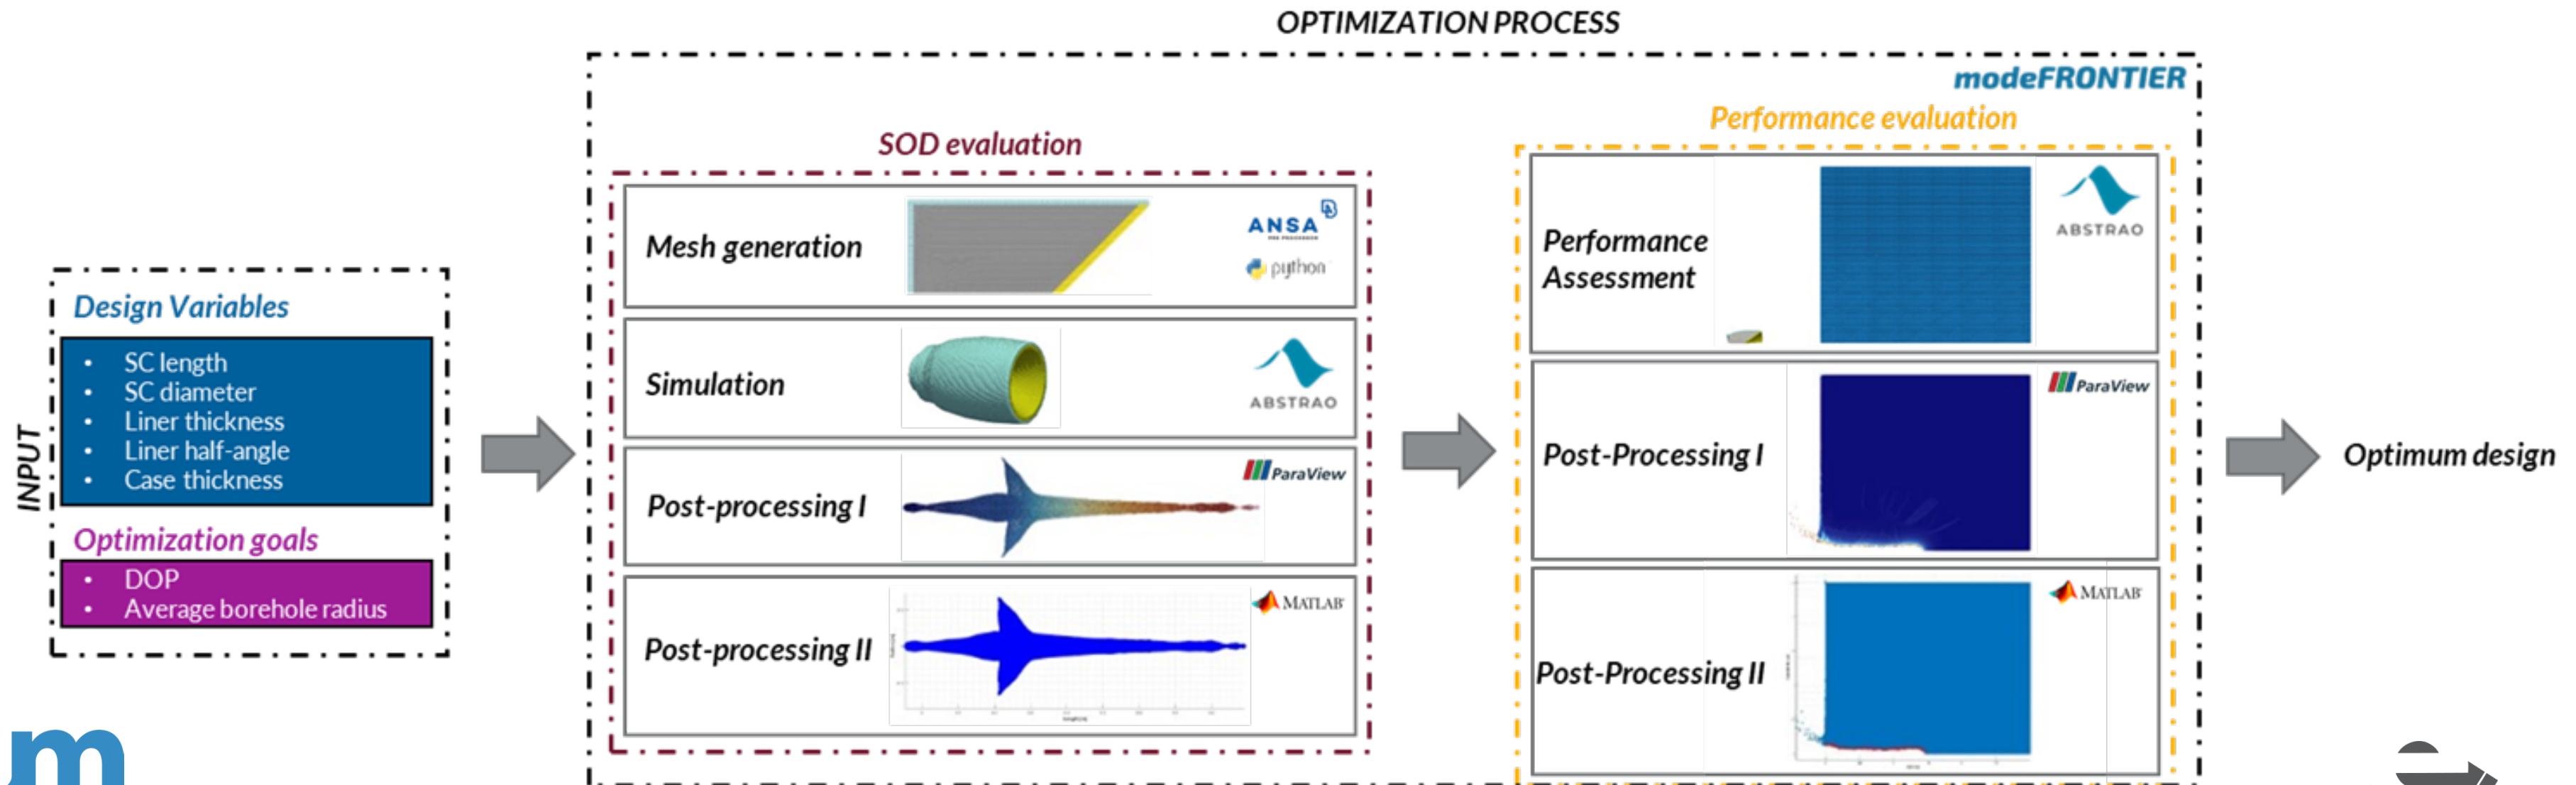 OPTIMIZATION PROCESS
modeFRONTIER
INPUT
Design Variables
• SC length
• SC diameter
• Liner thickness
• Liner half-angle
• Case thickness
Optimization goals
• DOP
• Average borehole radius
SOD evaluation
Mesh generation
ANSA
python
Simulation
ABSTRAO
Post-processing I
ParaView
Post-processing II
MATLAB
Performance evaluation
Performance
Assessment
ABSTRAO
Post-Processing I
ParaView
Post-Processing II
MATLAB
Optimum design
m